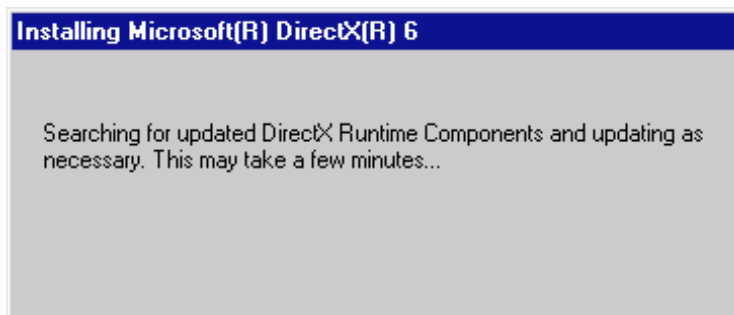 Installing Microsoft(R) DirectX(R) 6
Searching for updated DirectX Runtime Components and updating as
necessary. This may take a few minutes...